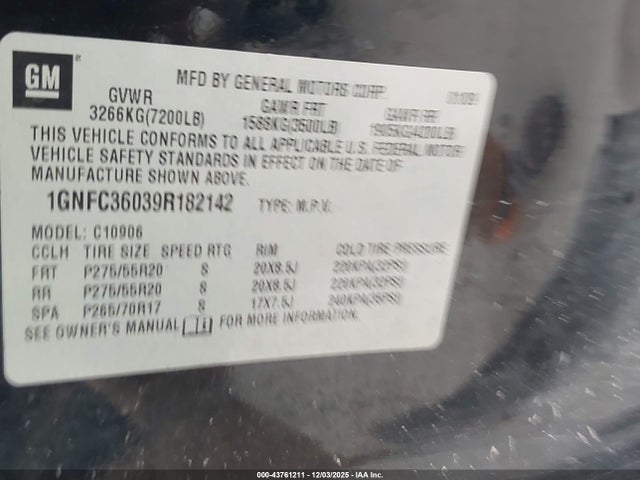 GM
MFD BY GENERAL MOTORS CORP.
01/09
GVWR GAWR FRT GAWR RR
3266KG(7200LB) 1588KG(3500LB) 1905KG(4200LB)
THIS VEHICLE CONFORMS TO ALL APPLICABLE U.S. FEDERAL MOTOR
VEHICLE SAFETY STANDARDS IN EFFECT ON THE DATE OF
MANUFACTURE SHOWN ABOVE.
1GNFC36039R182142 TYPE: M.P.V.
MODEL: C10906
CCLH TIRE SIZE SPEED RTG RIM COLD TIRE PRESSURE
FRT P275/55R20 S 20X8.5J 220KPA(32PSI)
RR P275/55R20 S 20X8.5J 220KPA(32PSI)
SPA P265/70R17 S 17X7.5J 240KPA(35PSI)
SEE OWNER'S MANUAL FOR MORE INFORMATION.
000-43761211 - 12/03/2025 - IAA Inc.